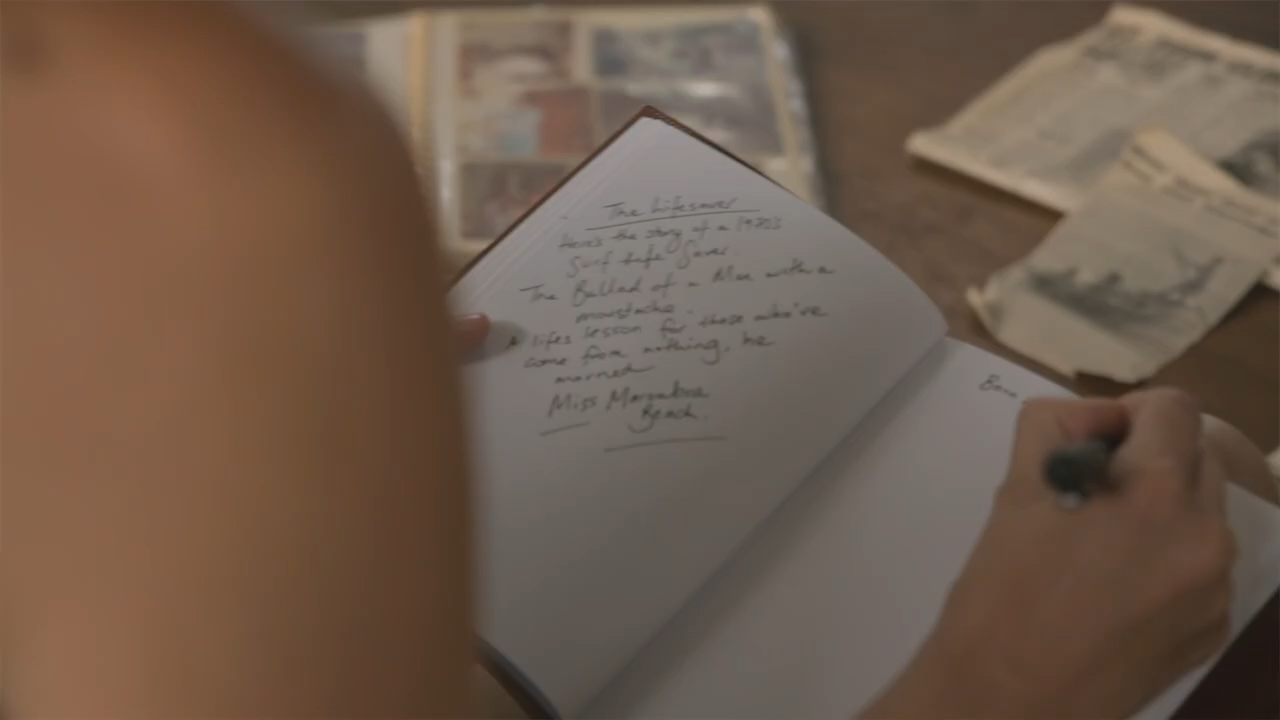 The Lifesaver
Here's the story of a 1970's
Surf Life Saver.
The Ballad of a Man with a
moustache.
A lifes lesson for those who've
come from nothing, he
married
Miss Maroubra
Beach.